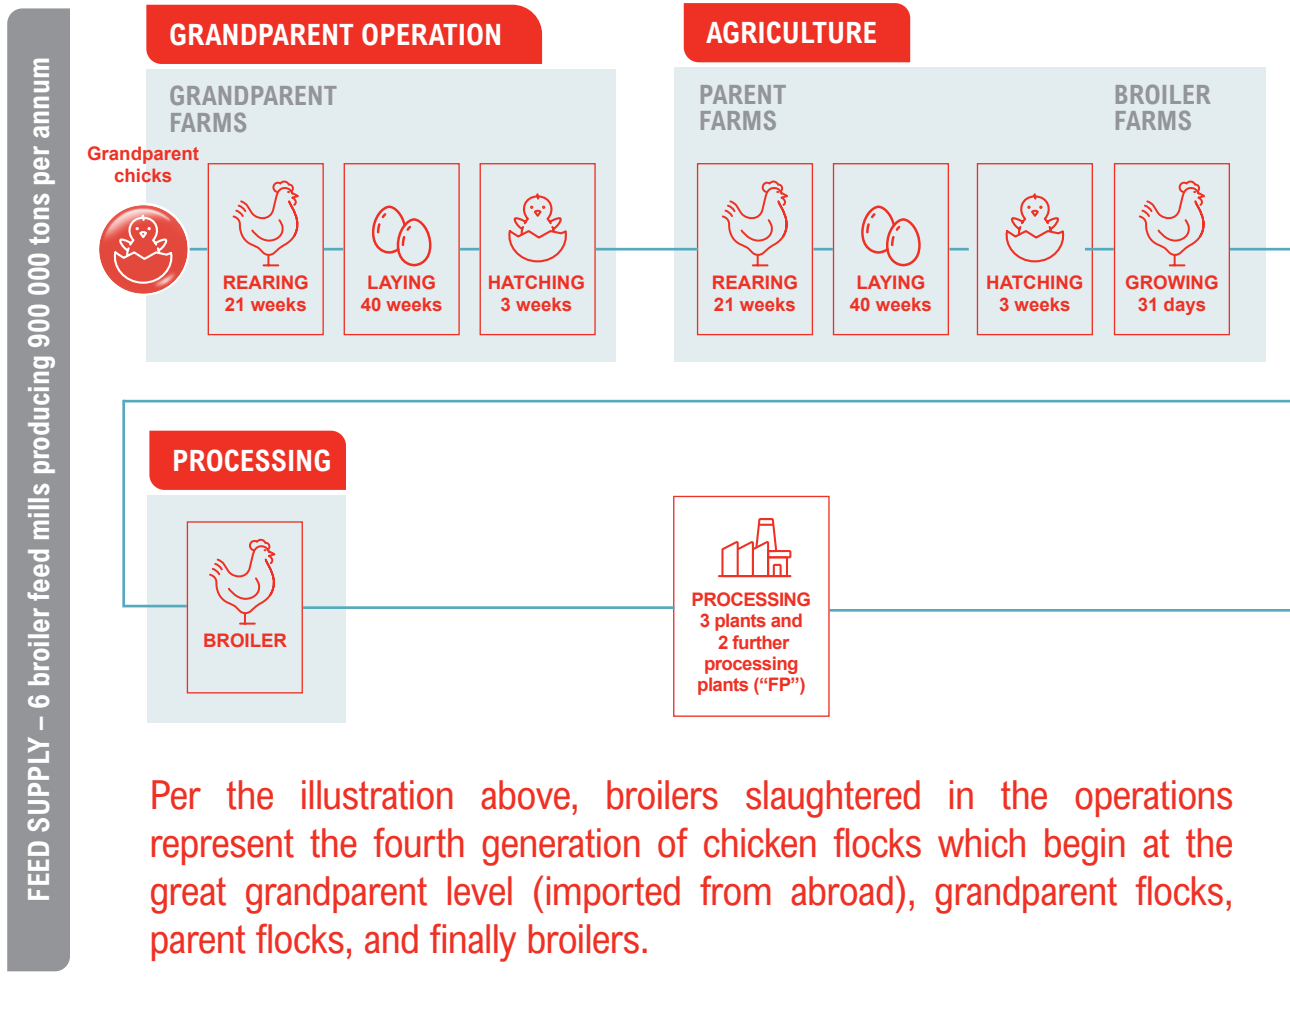 FEED SUPPLY – 6 broiler feed mills producing 900 000 tons per annum
GRANDPARENT OPERATION
GRANDPARENT
FARMS
Grandparent
chicks
REARING
21 weeks
LAYING
40 weeks
HATCHING
3 weeks
AGRICULTURE
PARENT
FARMS
BROILER
FARMS
REARING
21 weeks
LAYING
40 weeks
HATCHING
3 weeks
GROWING
31 days
PROCESSING
BROILER
PROCESSING
3 plants and
2 further
processing
plants (“FP”)
Per the illustration above, broilers slaughtered in the operations
represent the fourth generation of chicken flocks which begin at the
great grandparent level (imported from abroad), grandparent flocks,
parent flocks, and finally broilers.